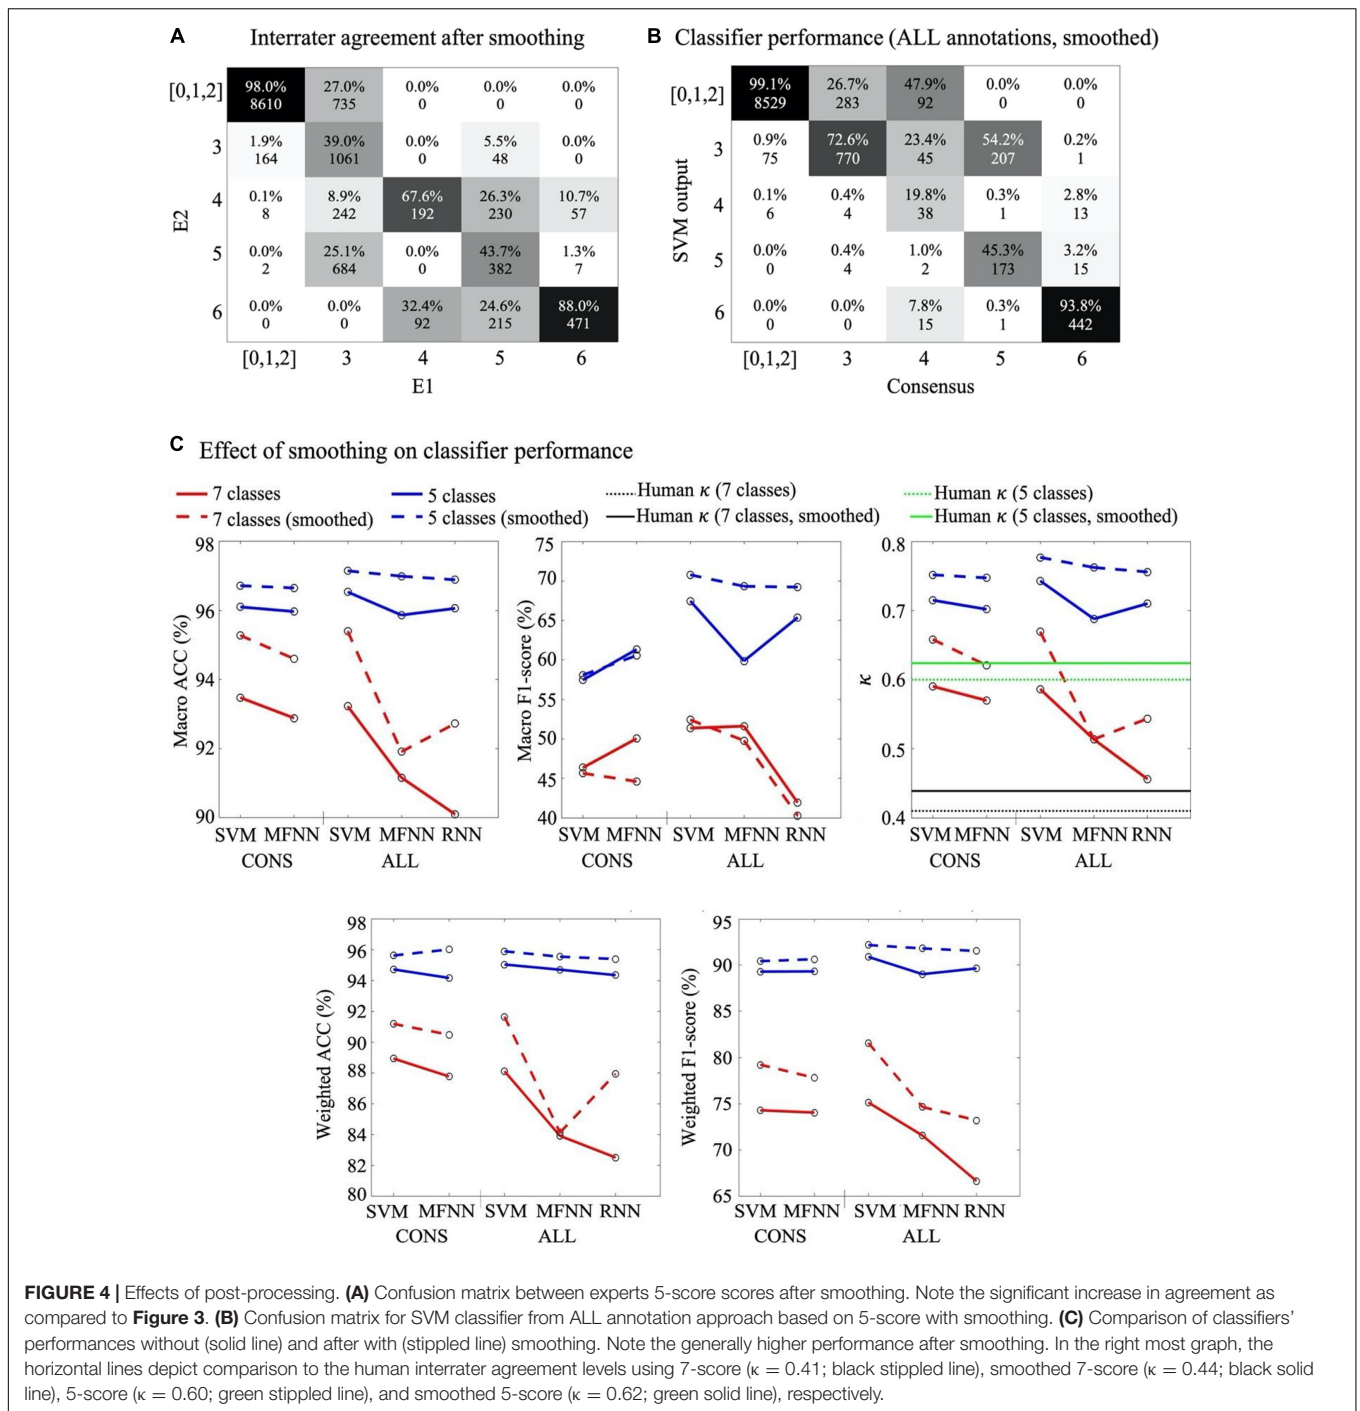 A Interrater agreement after smoothing
[0,1,2] 98.0% 27.0% 0.0% 0.0% 0.0%
8610 735 0 0 0
3 1.9% 39.0% 0.0% 5.5% 0.0%
164 1061 0 48 0
4 0.1% 8.9% 67.6% 26.3% 10.7%
8 242 192 230 57
5 0.0% 25.1% 0.0% 43.7% 1.3%
2 684 0 382 7
6 0.0% 0.0% 32.4% 24.6% 88.0%
0 0 92 215 471
[0,1,2] 3 4 5 6
E2
E1
B Classifier performance (ALL annotations, smoothed)
[0,1,2] 99.1% 26.7% 47.9% 0.0% 0.0%
8529 283 92 0 0
3 0.9% 72.6% 23.4% 54.2% 0.2%
75 770 45 207 1
4 0.1% 0.4% 19.8% 0.3% 2.8%
6 4 38 1 13
5 0.0% 0.4% 1.0% 45.3% 3.2%
0 4 2 173 15
6 0.0% 0.0% 7.8% 0.3% 93.8%
0 0 15 1 442
[0,1,2] 3 4 5 6
SVM output
Consensus
C Effect of smoothing on classifier performance
7 classes 5 classes Human κ (7 classes) Human κ (5 classes)
7 classes (smoothed) 5 classes (smoothed) Human κ (7 classes, smoothed) Human κ (5 classes, smoothed)
98
96
94
92
90
Macro ACC (%)
SVM MFNN SVM MFNN RNN
CONS ALL
75
70
65
60
55
50
45
40
Macro F1-score (%)
SVM MFNN SVM MFNN RNN
CONS ALL
0.8
0.7
0.6
0.5
0.4
κ
SVM MFNN SVM MFNN RNN
CONS ALL
98
96
94
92
90
88
86
84
82
80
Weighted ACC (%)
SVM MFNN SVM MFNN RNN
CONS ALL
95
90
85
80
75
70
65
Weighted F1-score (%)
SVM MFNN SVM MFNN RNN
CONS ALL
FIGURE 4 | Effects of post-processing. (A) Confusion matrix between experts 5-score scores after smoothing. Note the significant increase in agreement as
compared to Figure 3. (B) Confusion matrix for SVM classifier from ALL annotation approach based on 5-score with smoothing. (C) Comparison of classifiers'
performances without (solid line) and after with (stippled line) smoothing. Note the generally higher performance after smoothing. In the right most graph, the
horizontal lines depict comparison to the human interrater agreement levels using 7-score (κ = 0.41; black stippled line), smoothed 7-score (κ = 0.44; black solid
line), 5-score (κ = 0.60; green stippled line), and smoothed 5-score (κ = 0.62; green solid line), respectively.